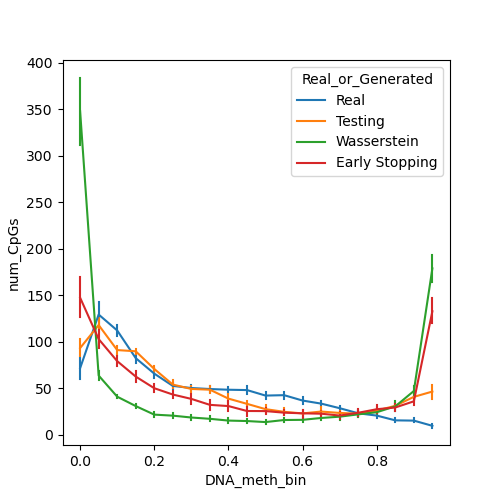 Real_or_Generated
Real
Testing
Wasserstein
Early Stopping
num_CpGs
400
350
300
250
200
150
100
50
0
0.0 0.2 0.4 0.6 0.8
DNA_meth_bin